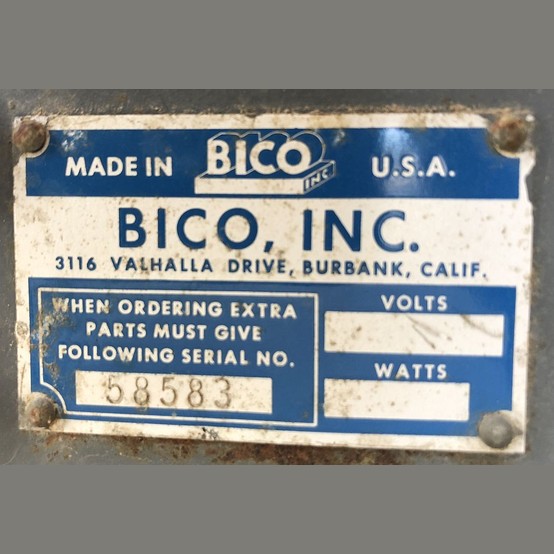 MADE IN BICO INC U.S.A.
BICO, INC.
3116 VALHALLA DRIVE, BURBANK, CALIF.
WHEN ORDERING EXTRA
PARTS MUST GIVE
FOLLOWING SERIAL NO.
58583
VOLTS
WATTS